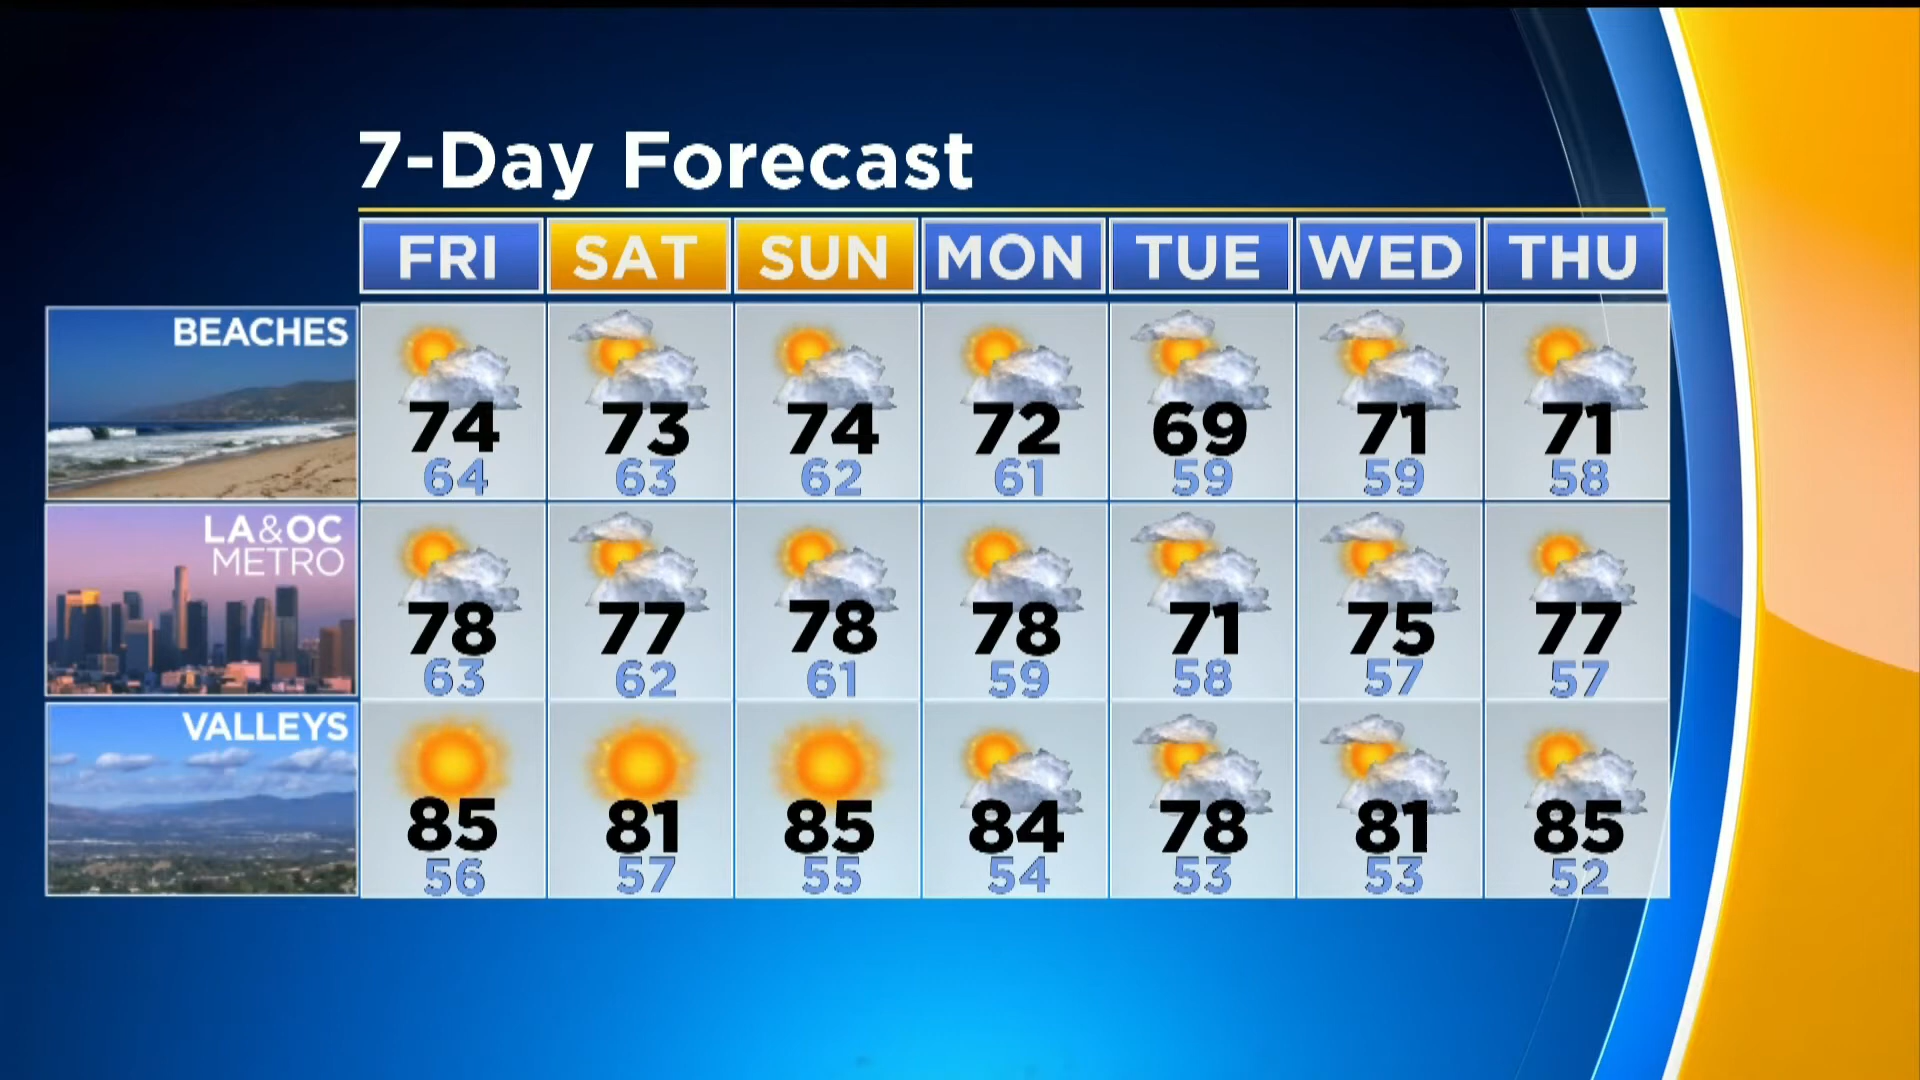 7-Day Forecast
FRI SAT SUN MON TUE WED THU
BEACHES
74 73 74 72 69 71 71
64 63 62 61 59 59 58
LA&OC
METRO
78 77 78 78 71 75 77
63 62 61 59 58 57 57
VALLEYS
85 81 85 84 78 81 85
56 57 55 54 53 53 52